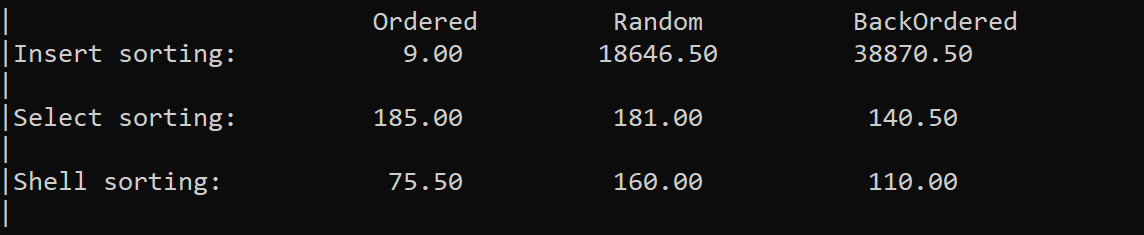 |                        Ordered         Random          BackOrdered
|Insert sorting:           9.00         18646.50         38870.50
|
|Select sorting:         185.00          181.00           140.50
|
|Shell sorting:           75.50          160.00           110.00
|